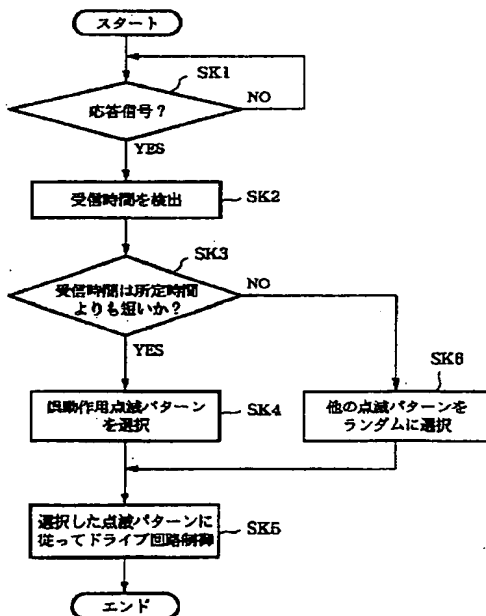 スタート
SK1
応答信号？
NO
YES
受信時間を検出
SK2
SK3
受信時間は所定時間
よりも短いか？
NO
YES
誤動作用点滅パターン
を選択
SK4
SK6
他の点滅パターンを
ランダムに選択
選択した点滅パターンに
従ってドライブ回路制御
SK5
エンド